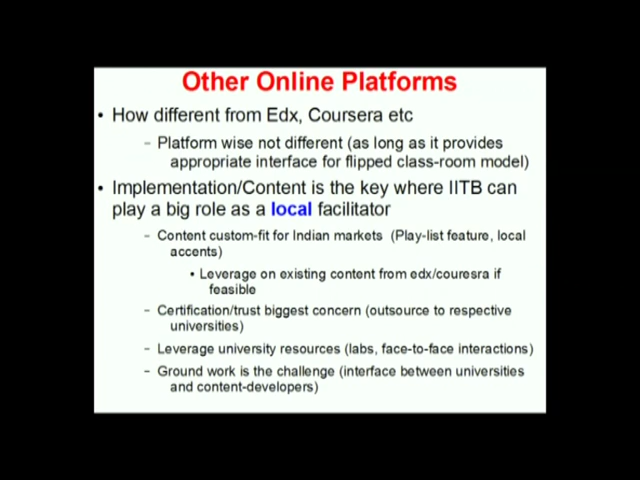 Other Online Platforms
• How different from Edx, Coursera etc
– Platform wise not different (as long as it provides
appropriate interface for flipped class-room model)
• Implementation/Content is the key where IITB can
play a big role as a local facilitator
– Content custom-fit for Indian markets (Play-list feature, local
accents)
• Leverage on existing content from edx/couresra if
feasible
– Certification/trust biggest concern (outsource to respective
universities)
– Leverage university resources (labs, face-to-face interactions)
– Ground work is the challenge (interface between universities
and content-developers)